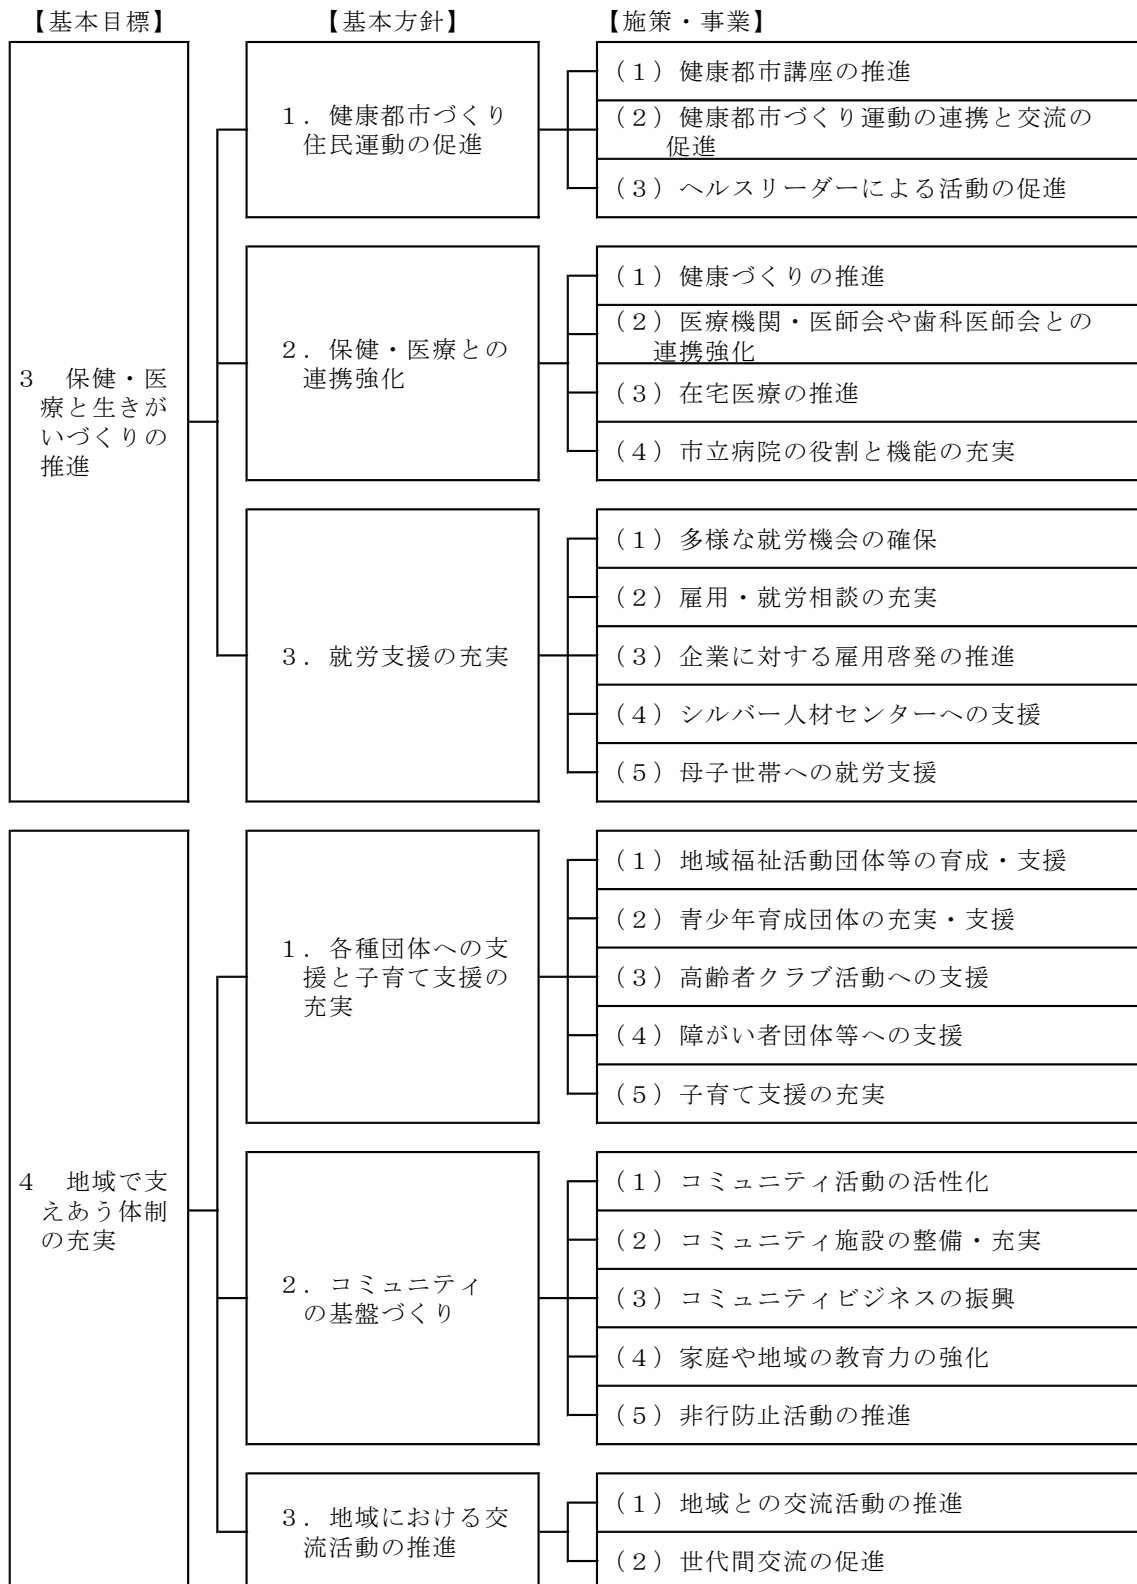 【基本目標】 【基本方針】 【施策・事業】
3 保健・医
療と生きが
いづくりの
推進
1．健康都市づくり
住民運動の促進
（1）健康都市講座の推進
（2）健康都市づくり運動の連携と交流の
促進
（3）ヘルスリーダーによる活動の促進
2．保健・医療との
連携強化
（1）健康づくりの推進
（2）医療機関・医師会や歯科医師会との
連携強化
（3）在宅医療の推進
（4）市立病院の役割と機能の充実
3．就労支援の充実
（1）多様な就労機会の確保
（2）雇用・就労相談の充実
（3）企業に対する雇用啓発の推進
（4）シルバー人材センターへの支援
（5）母子世帯への就労支援
4 地域で支
えあう体制
の充実
1．各種団体への支
援と子育て支援の
充実
（1）地域福祉活動団体等の育成・支援
（2）青少年育成団体の充実・支援
（3）高齢者クラブ活動への支援
（4）障がい者団体等への支援
（5）子育て支援の充実
2．コミュニティ
の基盤づくり
（1）コミュニティ活動の活性化
（2）コミュニティ施設の整備・充実
（3）コミュニティビジネスの振興
（4）家庭や地域の教育力の強化
（5）非行防止活動の推進
3．地域における交
流活動の推進
（1）地域との交流活動の推進
（2）世代間交流の促進